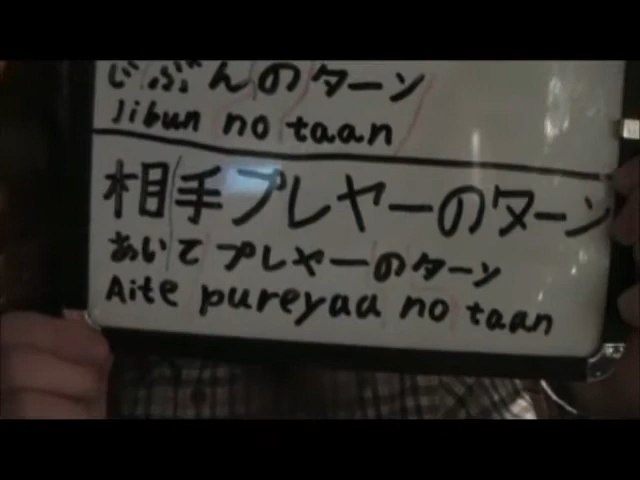 じぶんのターン
Jibun no taan
相手プレヤーのターン
あいてプレヤーのターン
Aite pureyaa no taan